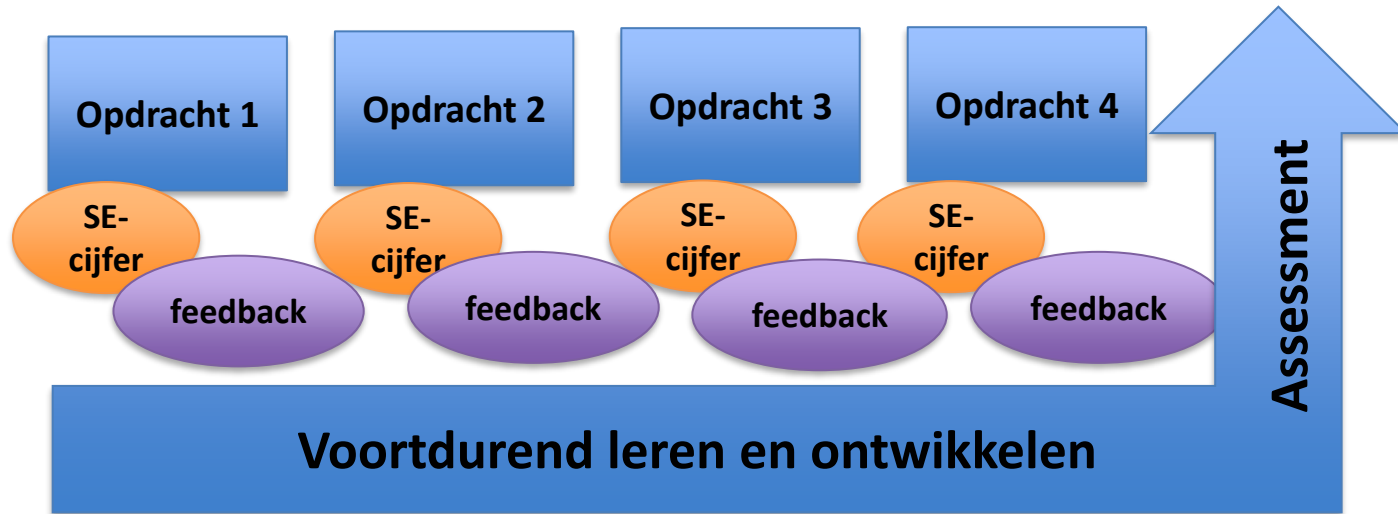 Opdracht 1
Opdracht 2
Opdracht 3
Opdracht 4
SE-
cijfer
SE-
cijfer
SE-
cijfer
SE-
cijfer
feedback
feedback
feedback
feedback
Voortdurend leren en ontwikkelen
Assessment